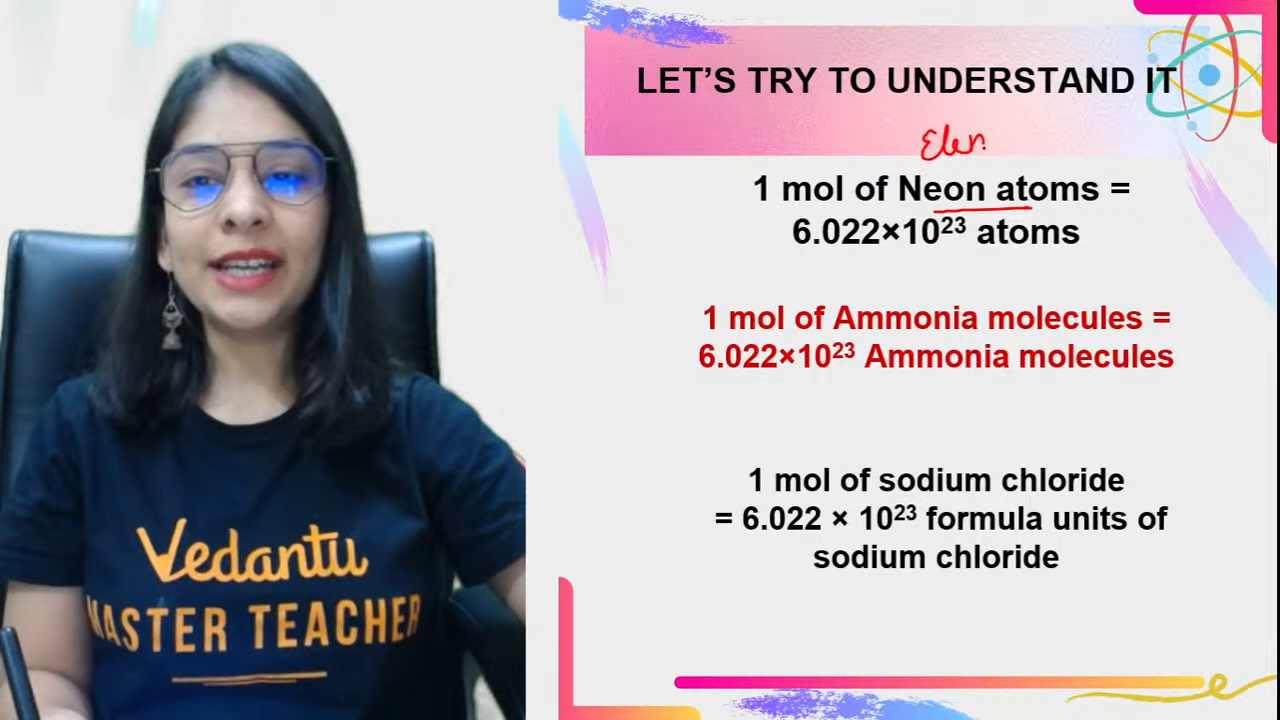 Vedantu
MASTER TEACHER
LET'S TRY TO UNDERSTAND IT
Elem
1 mol of Neon atoms =
6.022×10²³ atoms
1 mol of Ammonia molecules =
6.022×10²³ Ammonia molecules
1 mol of sodium chloride
= 6.022 × 10²³ formula units of
sodium chloride